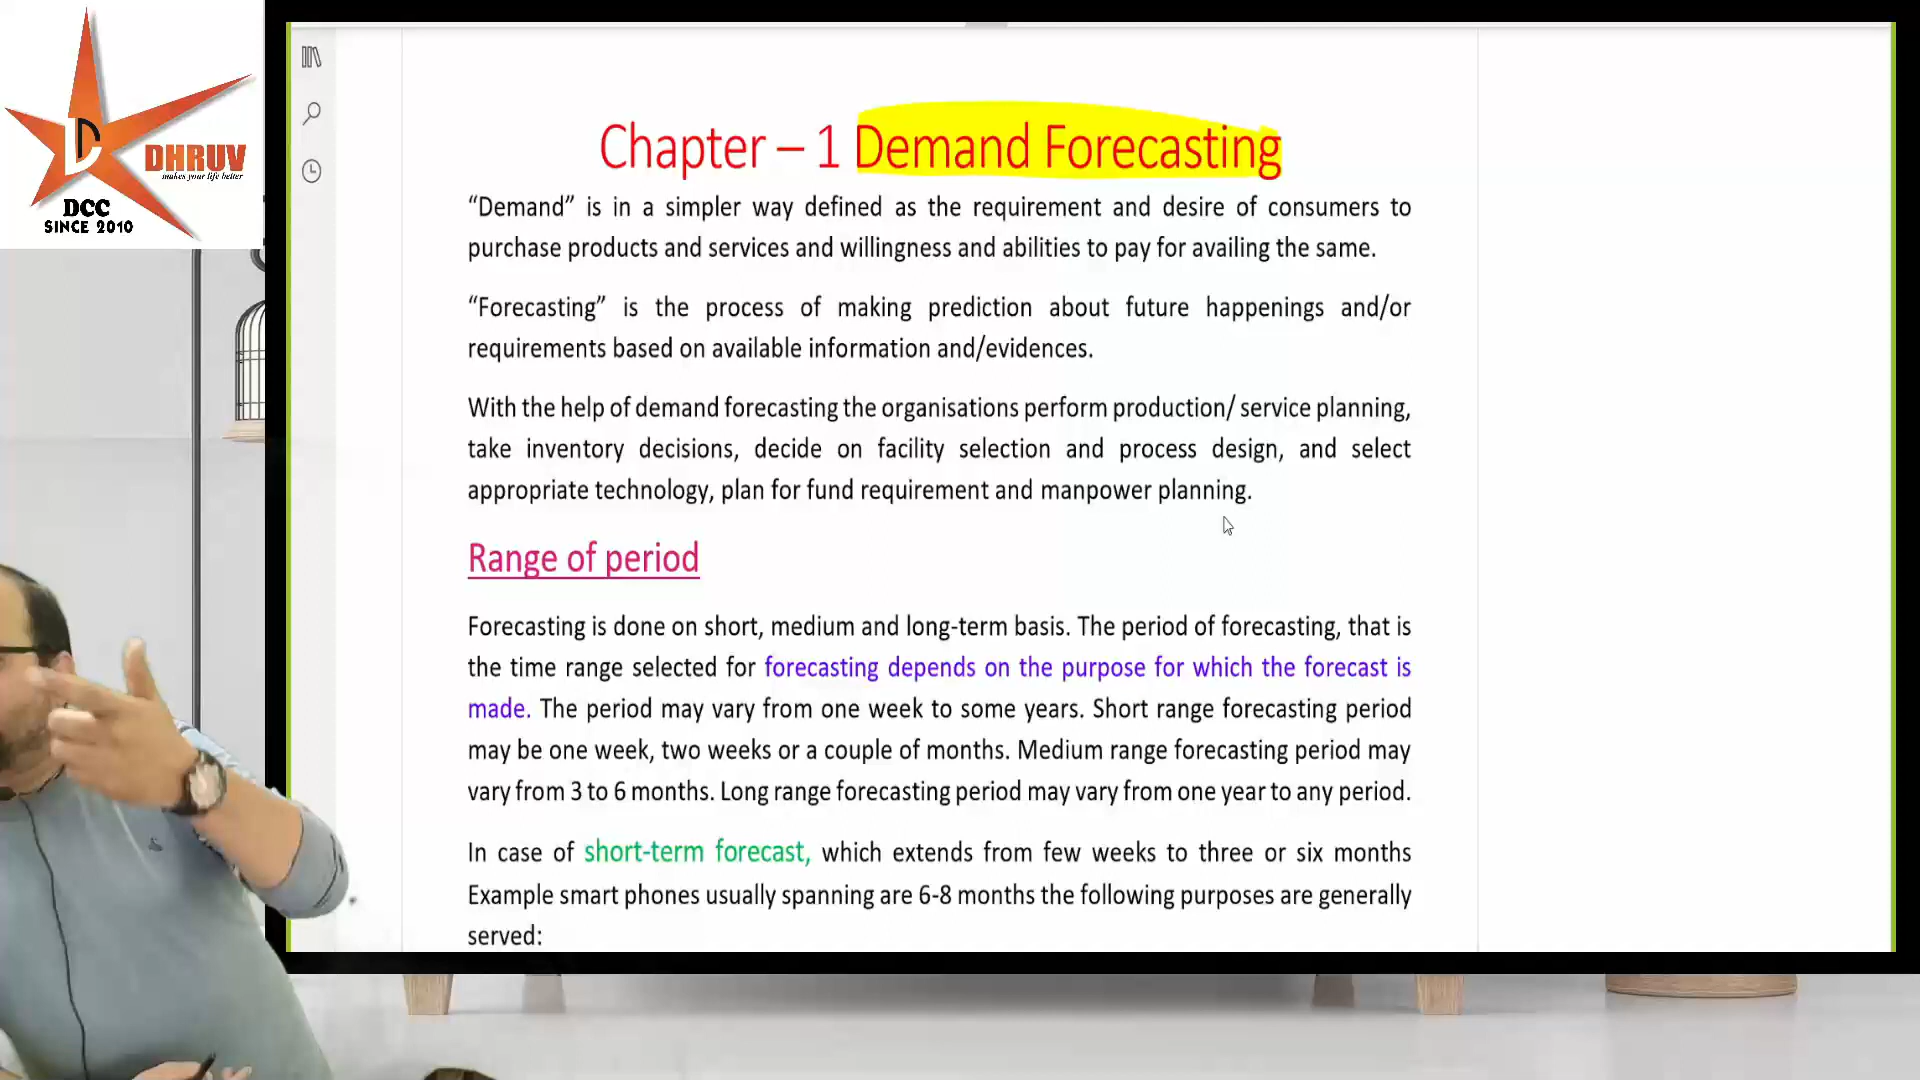 DHRUV
makes your life better
DCC
SINCE 2010
Chapter – 1 Demand Forecasting
“Demand” is in a simpler way defined as the requirement and desire of consumers to
purchase products and services and willingness and abilities to pay for availing the same.
“Forecasting” is the process of making prediction about future happenings and/or
requirements based on available information and/evidences.
With the help of demand forecasting the organisations perform production/ service planning,
take inventory decisions, decide on facility selection and process design, and select
appropriate technology, plan for fund requirement and manpower planning.
Range of period
Forecasting is done on short, medium and long-term basis. The period of forecasting, that is
the time range selected for forecasting depends on the purpose for which the forecast is
made. The period may vary from one week to some years. Short range forecasting period
may be one week, two weeks or a couple of months. Medium range forecasting period may
vary from 3 to 6 months. Long range forecasting period may vary from one year to any period.
In case of short-term forecast, which extends from few weeks to three or six months
Example smart phones usually spanning are 6-8 months the following purposes are generally
served: